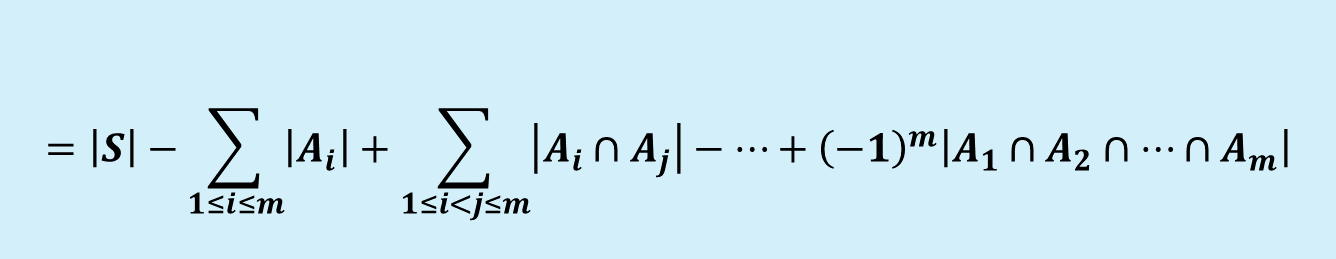 = |S| − ∑_{1≤i≤m} |A_i| + ∑_{1≤i<j≤m} |A_i ∩ A_j| − ⋯ + (−1)^m |A_1 ∩ A_2 ∩ ⋯ ∩ A_m|